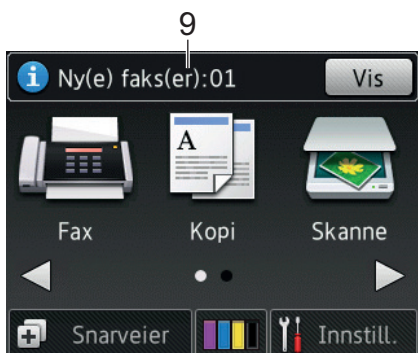 9
Ny(e) faks(er):01
Vis
A
Fax
Kopi
Skanne
Snarveier
Innstill.